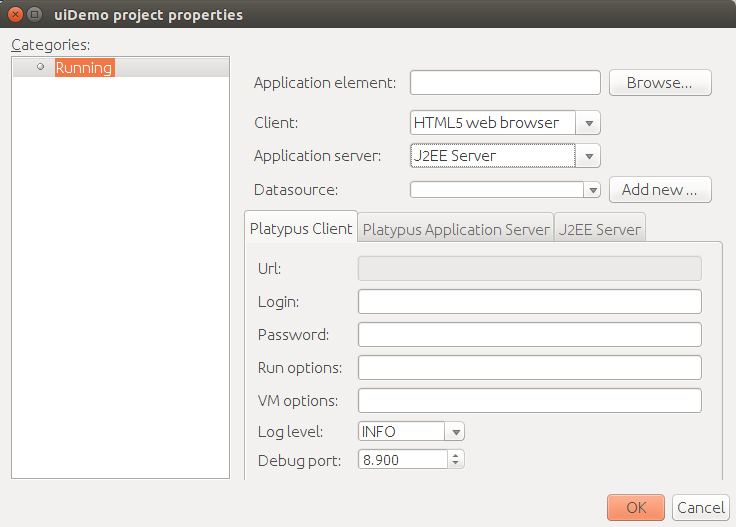 uiDemo project properties
Categories:
Running
Application element: Browse...
Client: HTML5 web browser
Application server: J2EE Server
Datasource: Add new ...
Platypus Client Platypus Application Server J2EE Server
Url:
Login:
Password:
Run options:
VM options:
Log level: INFO
Debug port: 8.900
OK Cancel